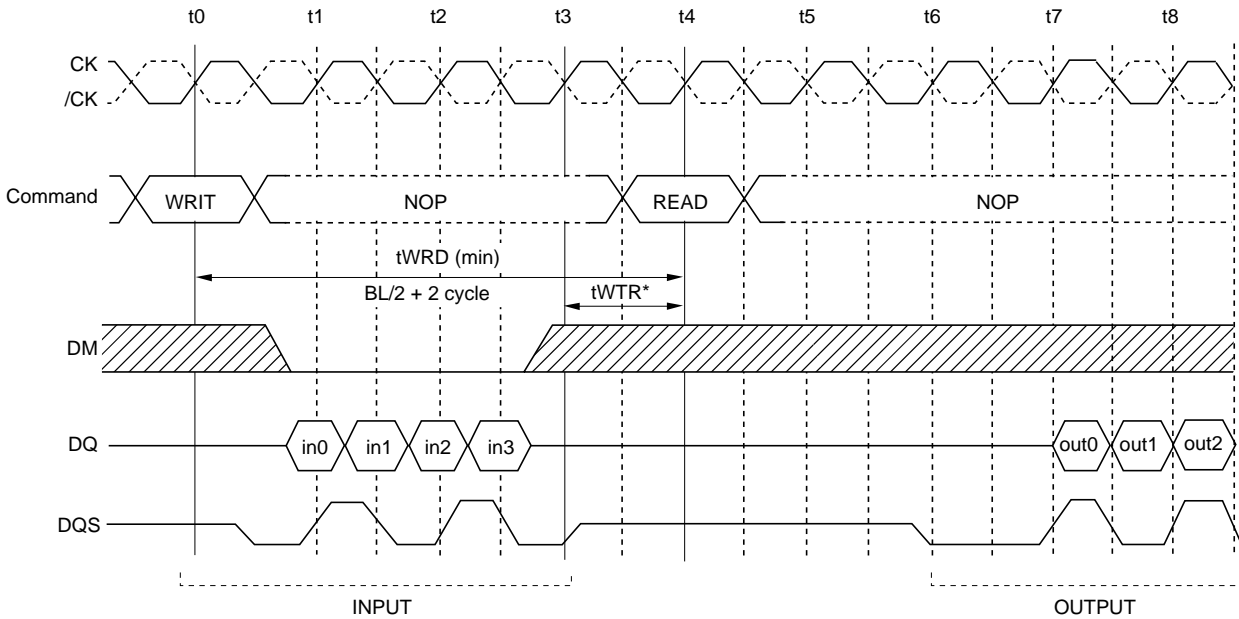 t0 t1 t2 t3 t4 t5 t6 t7 t8
CK
/CK
Command WRIT NOP READ NOP
tWRD (min)
BL/2 + 2 cycle tWTR*
DM
DQ in0 in1 in2 in3 out0 out1 out2
DQS
INPUT OUTPUT